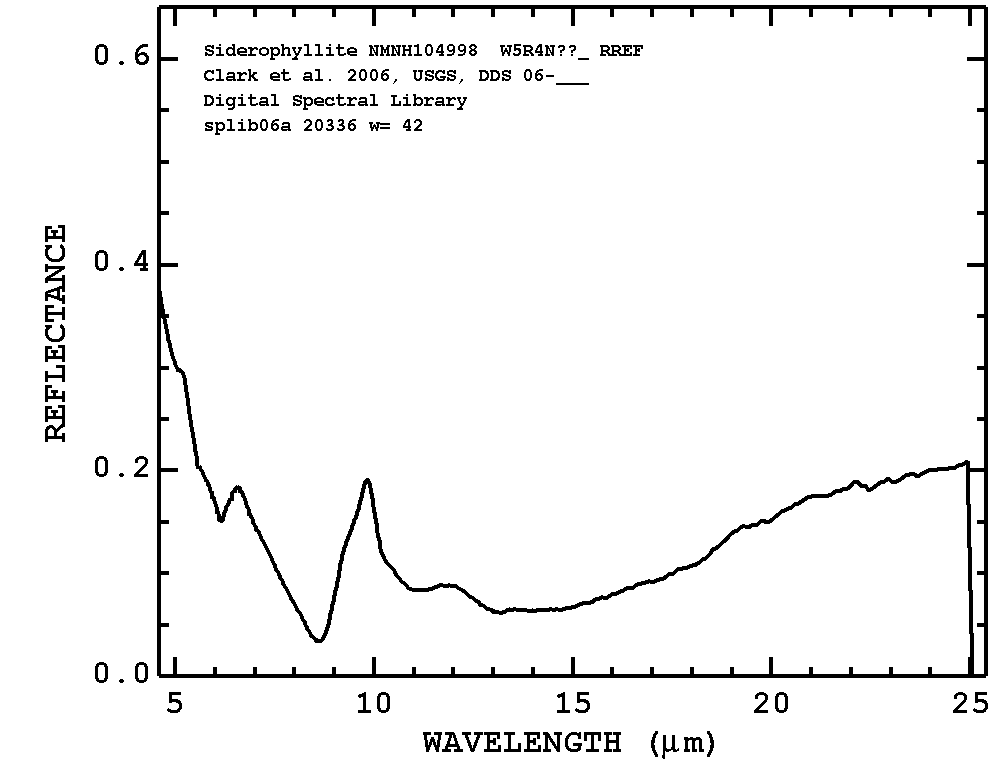 Siderophyllite NMNH104998 W5R4N??_ RREF
Clark et al. 2006, USGS, DDS 06-___
Digital Spectral Library
splib06a 20336 w= 42
REFLECTANCE
0.6
0.4
0.2
0.0
5 10 15 20 25
WAVELENGTH (μm)